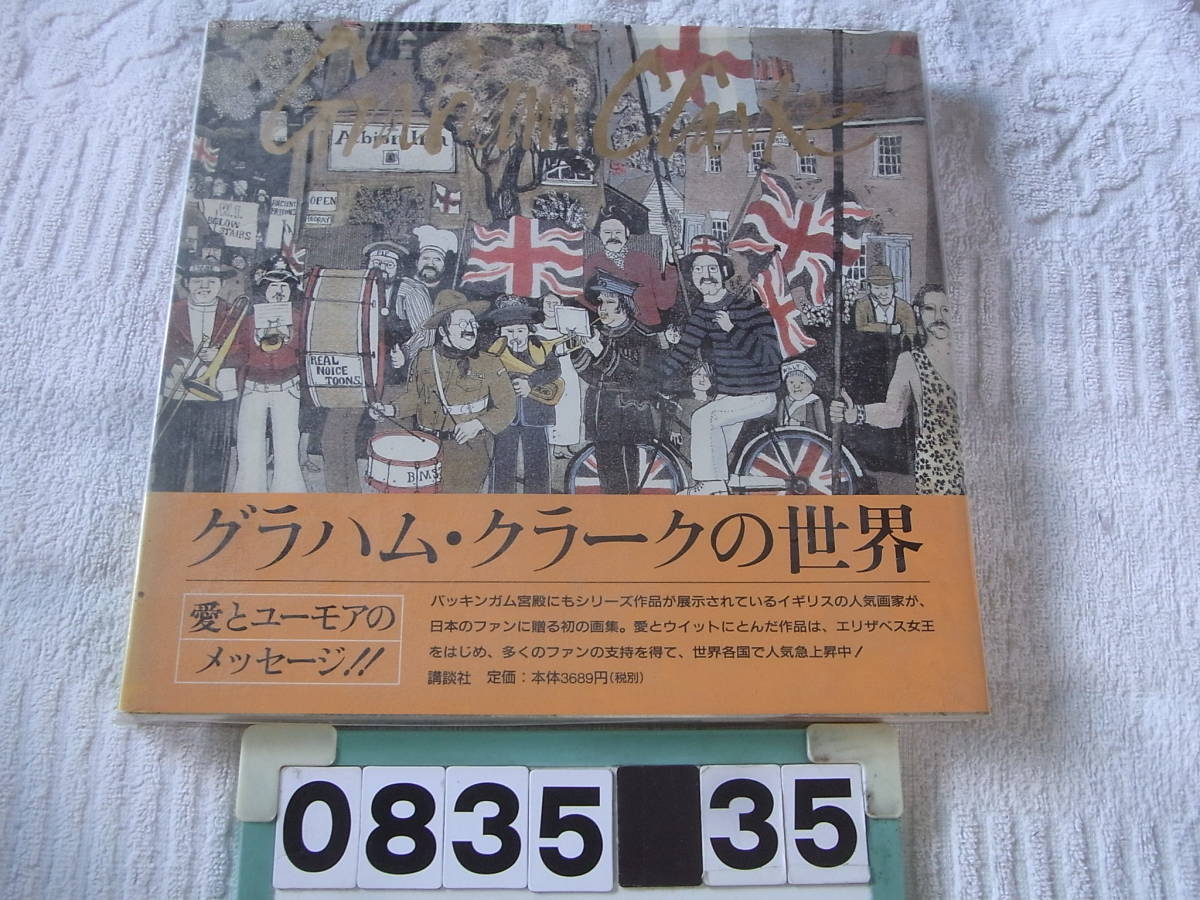 Graham Clarke
Albion Inn
OPEN
BELOW
STAIRS
REAL
NOICE
TOONS
BMS
グラハム・クラークの世界
愛とユーモアの
メッセージ!!
バッキンガム宮殿にもシリーズ作品が展示されているイギリスの人気画家が、
日本のファンに贈る初の画集。愛とウイットにとんだ作品は、エリザベス女王
をはじめ、多くのファンの支持を得て、世界各国で人気急上昇中!
講談社 定価:本体3689円(税別)
0835 35